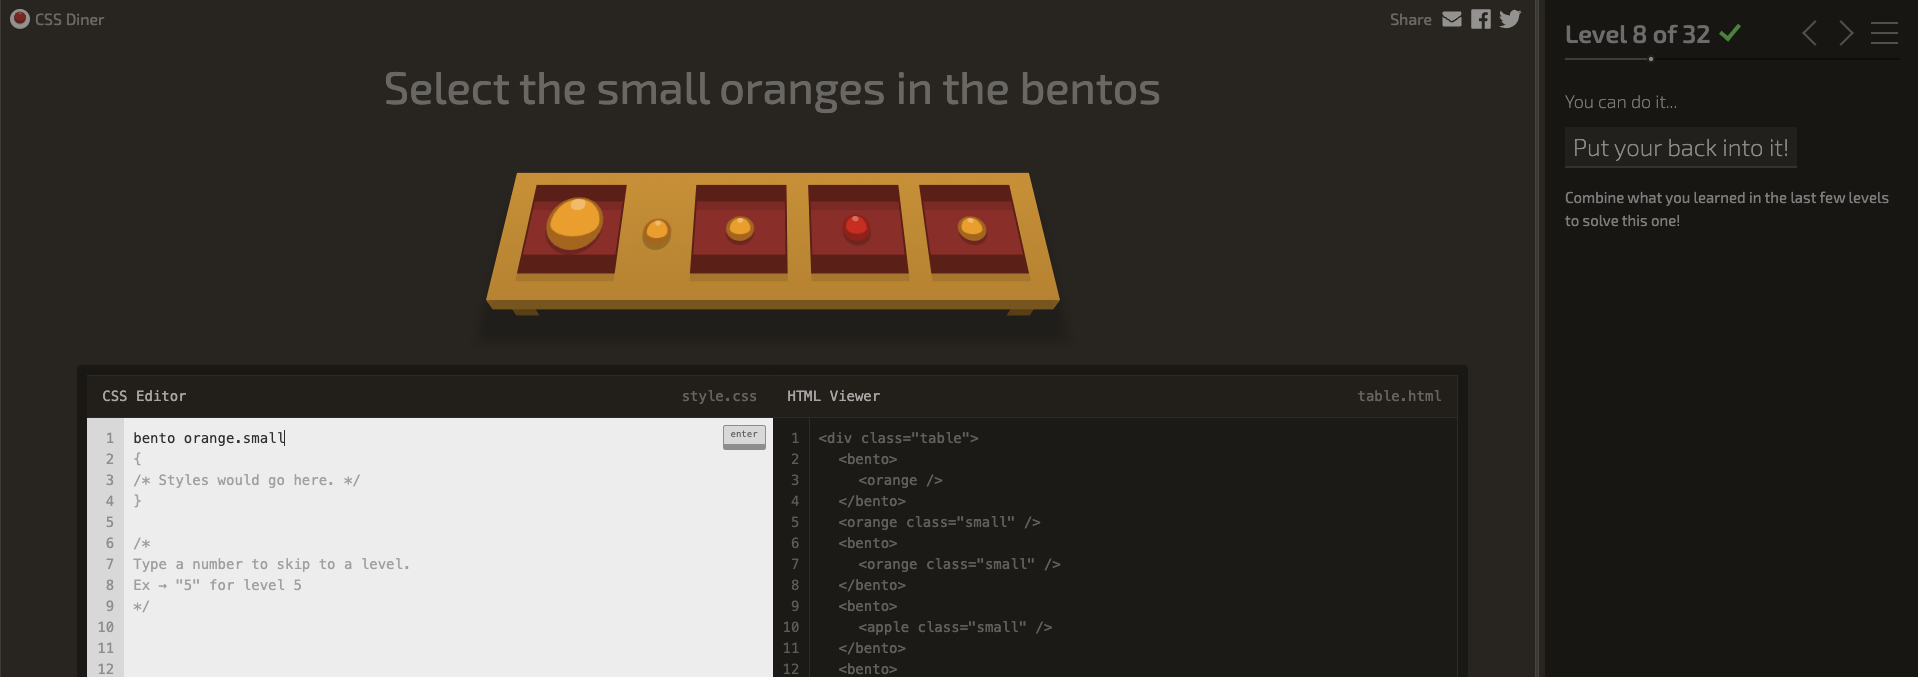 CSS Diner
Share
Select the small oranges in the bentos
CSS Editor
style.css
1 bento orange.small
enter
2 {
3 /* Styles would go here. */
4 }
5
6 /*
7 Type a number to skip to a level.
8 Ex → "5" for level 5
9 */
10
11
12
HTML Viewer
table.html
1 <div class="table">
2 <bento>
3 <orange />
4 </bento>
5 <orange class="small" />
6 <bento>
7 <orange class="small" />
8 </bento>
9 <bento>
10 <apple class="small" />
11 </bento>
12 <bento>
Level 8 of 32
You can do it...
Put your back into it!
Combine what you learned in the last few levels
to solve this one!